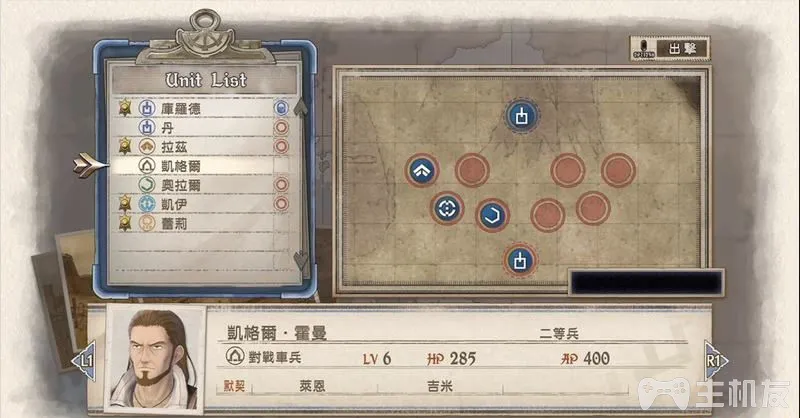 出擊
Unit List
庫羅德
丹
拉茲
凱格爾
奧拉爾
凱伊
蕾莉
凱格爾·霍曼 二等兵
L1 對戰車兵 LV 6 HP 285 AP 400 R1
默契 萊恩 吉米
主机友